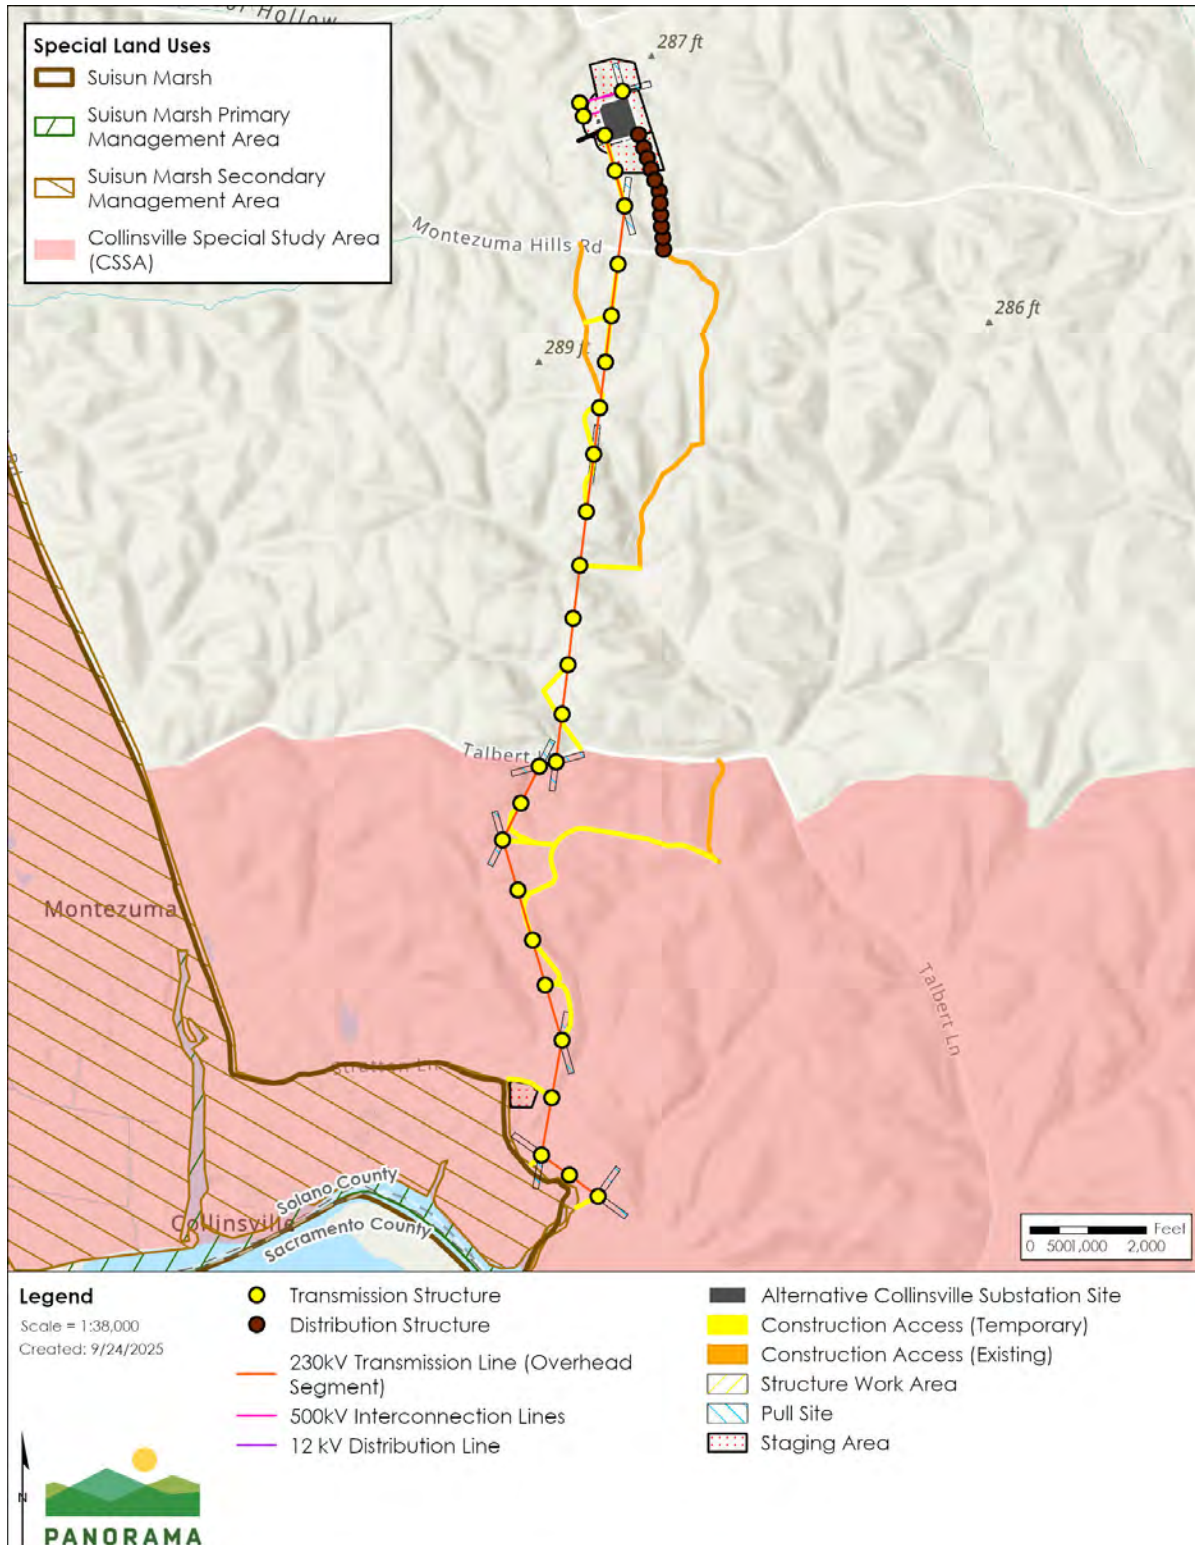 or Hollow
Special Land Uses
Suisun Marsh
Suisun Marsh Primary
Management Area
Suisun Marsh Secondary
Management Area
Collinsville Special Study Area
(CSSA)
287 ft
Montezuma Hills Rd
286 ft
289 ft
Talbert
Montezuma
Talbert Ln
Stratton Ln
Solano County
Collinsville
Sacramento County
Feet
0 500 1,000 2,000
Legend
Scale = 1:38,000
Created: 9/24/2025
Transmission Structure
Distribution Structure
230kV Transmission Line (Overhead
Segment)
500kV Interconnection Lines
12 kV Distribution Line
Alternative Collinsville Substation Site
Construction Access (Temporary)
Construction Access (Existing)
Structure Work Area
Pull Site
Staging Area
N
PANORAMA